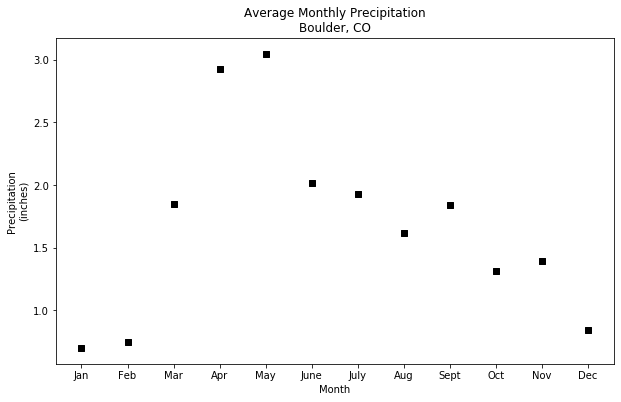 Average Monthly Precipitation
Boulder, CO
3.0
2.5
2.0
1.5
1.0
Precipitation
(inches)
Jan Feb Mar Apr May June July Aug Sept Oct Nov Dec
Month